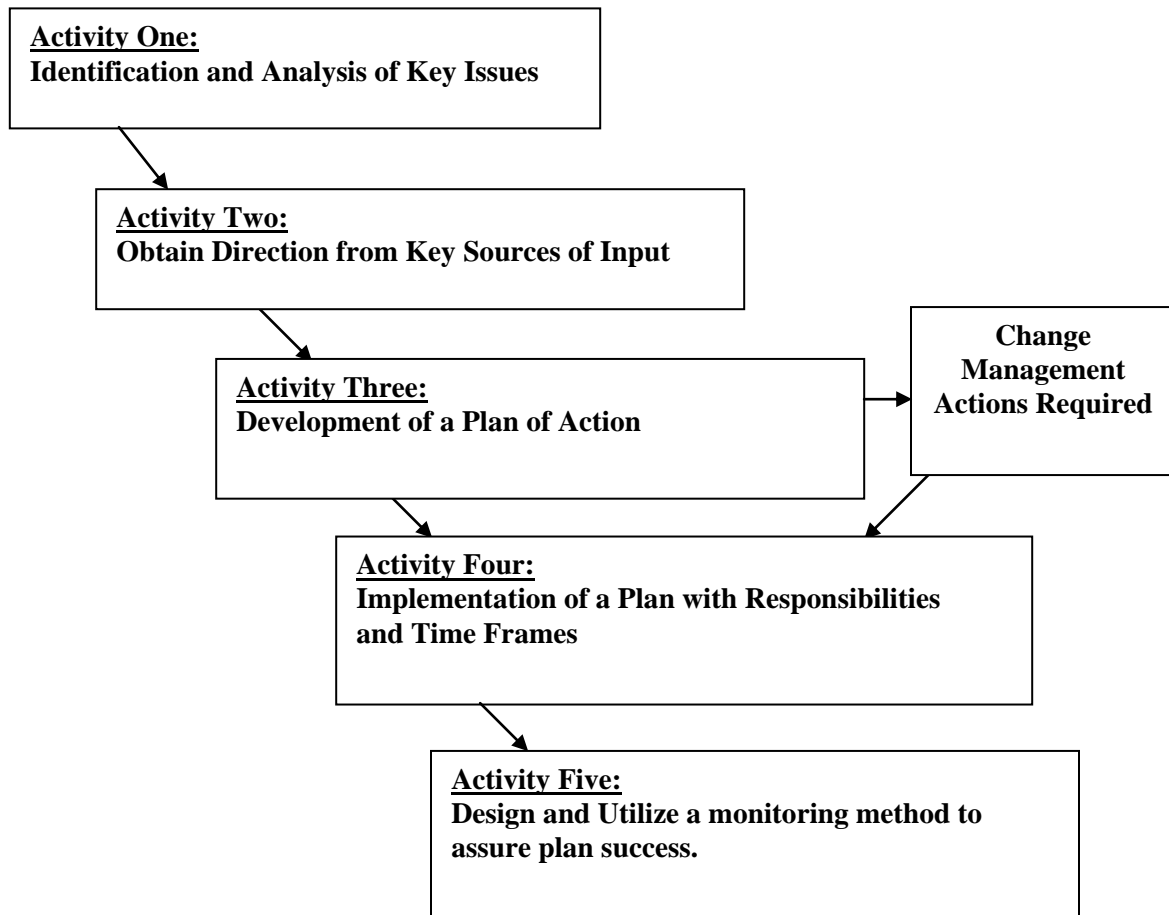 Activity One:
Identification and Analysis of Key Issues
Activity Two:
Obtain Direction from Key Sources of Input
Activity Three:
Development of a Plan of Action
Change
Management
Actions Required
Activity Four:
Implementation of a Plan with Responsibilities
and Time Frames
Activity Five:
Design and Utilize a monitoring method to
assure plan success.